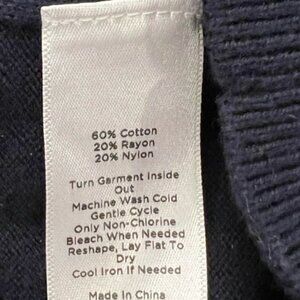 60% Cotton
20% Rayon
20% Nylon
Turn Garment Inside
Out
Machine Wash Cold
Gentle Cycle
Only Non-Chlorine
Bleach When Needed
Reshape, Lay Flat To
Dry
Cool Iron If Needed
Made In China